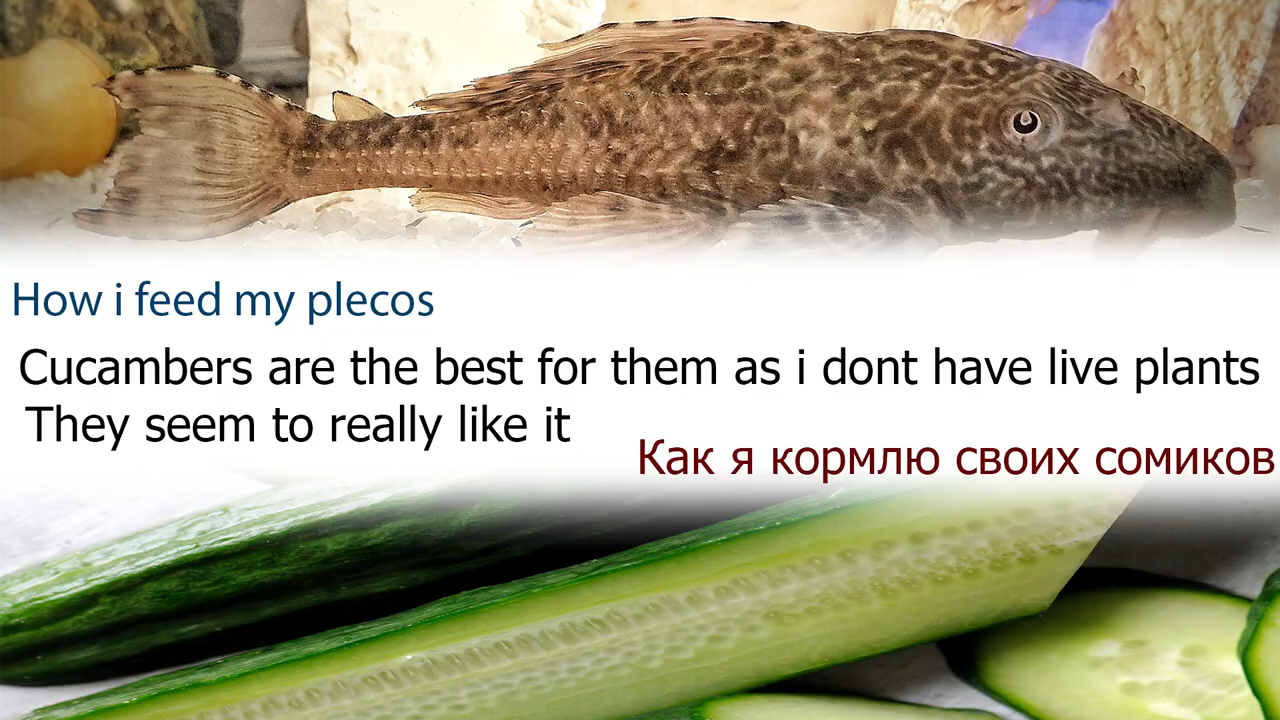 How i feed my plecos
Cucambers are the best for them as i dont have live plants
They seem to really like it
Как я кормлю своих сомиков